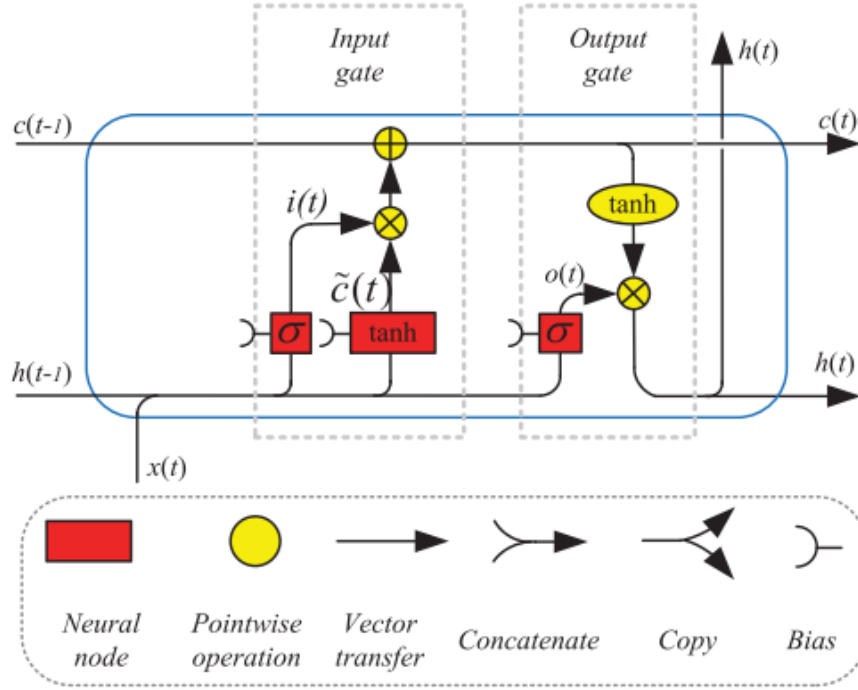 Input
gate
Output
gate
h(t)
c(t-1)
c(t)
i(t)
tanh
c̃(t)
o(t)
σ
tanh
σ
h(t-1)
h(t)
x(t)
Neural
node
Pointwise
operation
Vector
transfer
Concatenate
Copy
Bias